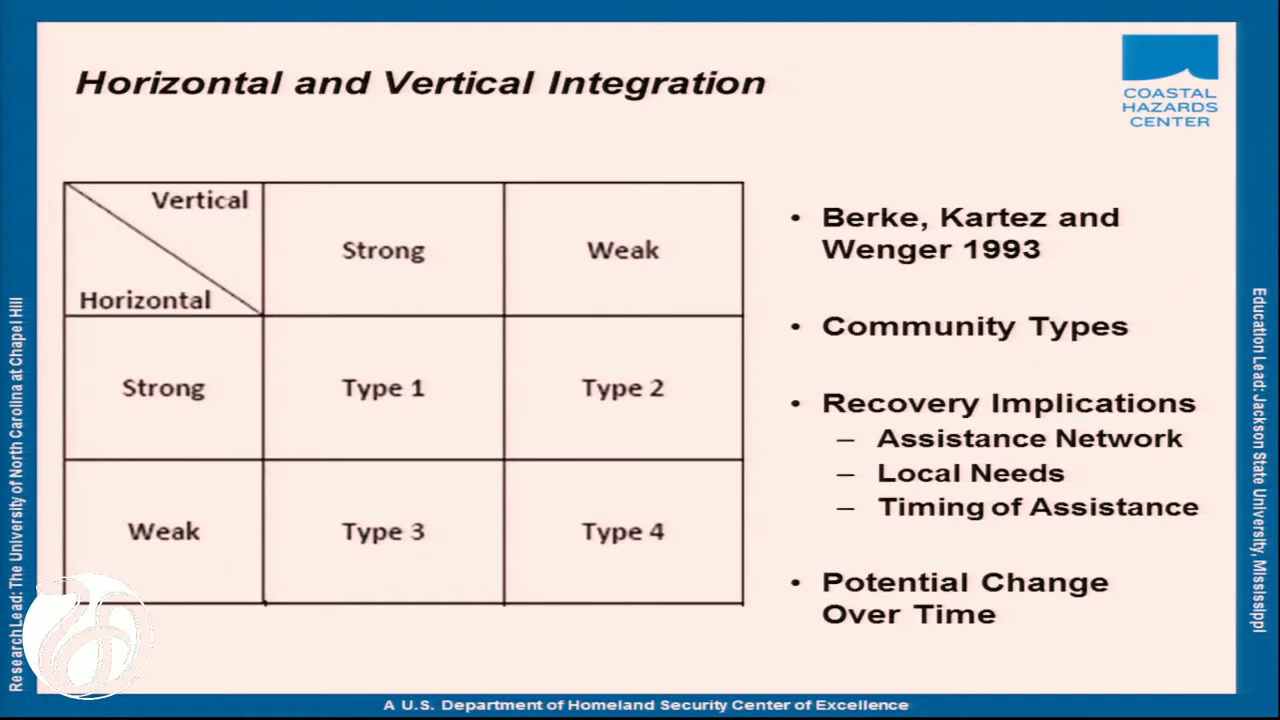 Horizontal and Vertical Integration
COASTAL
HAZARDS
CENTER
Vertical
Horizontal
Strong
Weak
Strong
Type 1
Type 2
Weak
Type 3
Type 4
• Berke, Kartez and
Wenger 1993
• Community Types
• Recovery Implications
– Assistance Network
– Local Needs
– Timing of Assistance
• Potential Change
Over Time
Research Lead: The University of North Carolina at Chapel Hill
Education Lead: Jackson State University, Mississippi
A U.S. Department of Homeland Security Center of Excellence